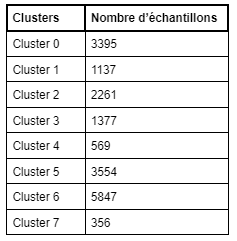 Clusters Nombre d'échantillons
Cluster 0 3395
Cluster 1 1137
Cluster 2 2261
Cluster 3 1377
Cluster 4 569
Cluster 5 3554
Cluster 6 5847
Cluster 7 356